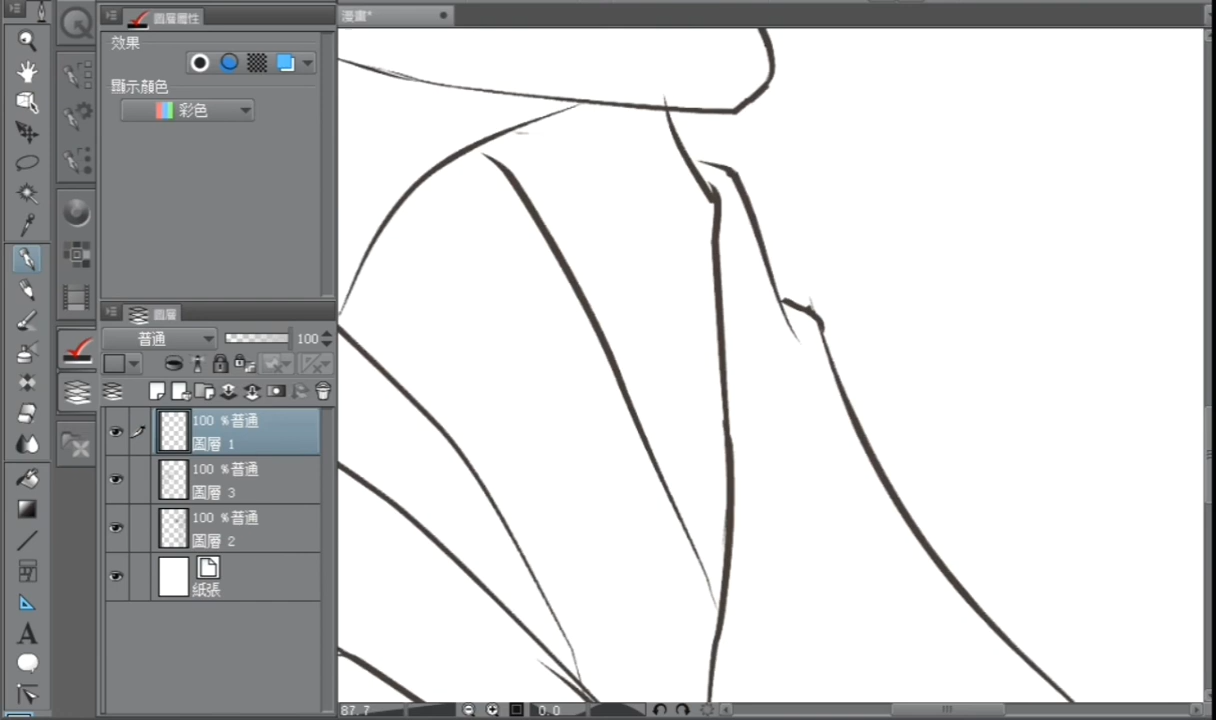 圖層屬性
漫畫*
效果
顯示顏色
彩色
圖層
普通 100
100 %普通
圖層 1
100 %普通
圖層 3
100 %普通
圖層 2
紙張
87.7 0.0